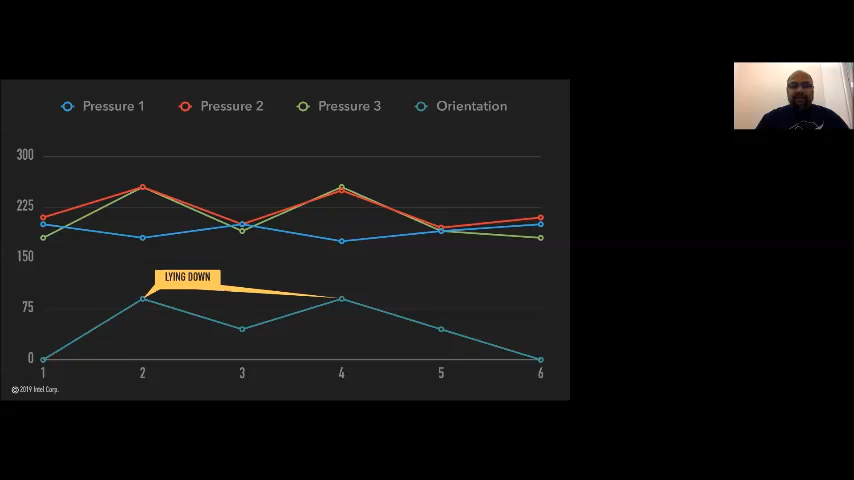 Pressure 1 Pressure 2 Pressure 3 Orientation
300
225
150
LYING DOWN
75
0
1 2 3 4 5 6
© 2019 Intel Corp.